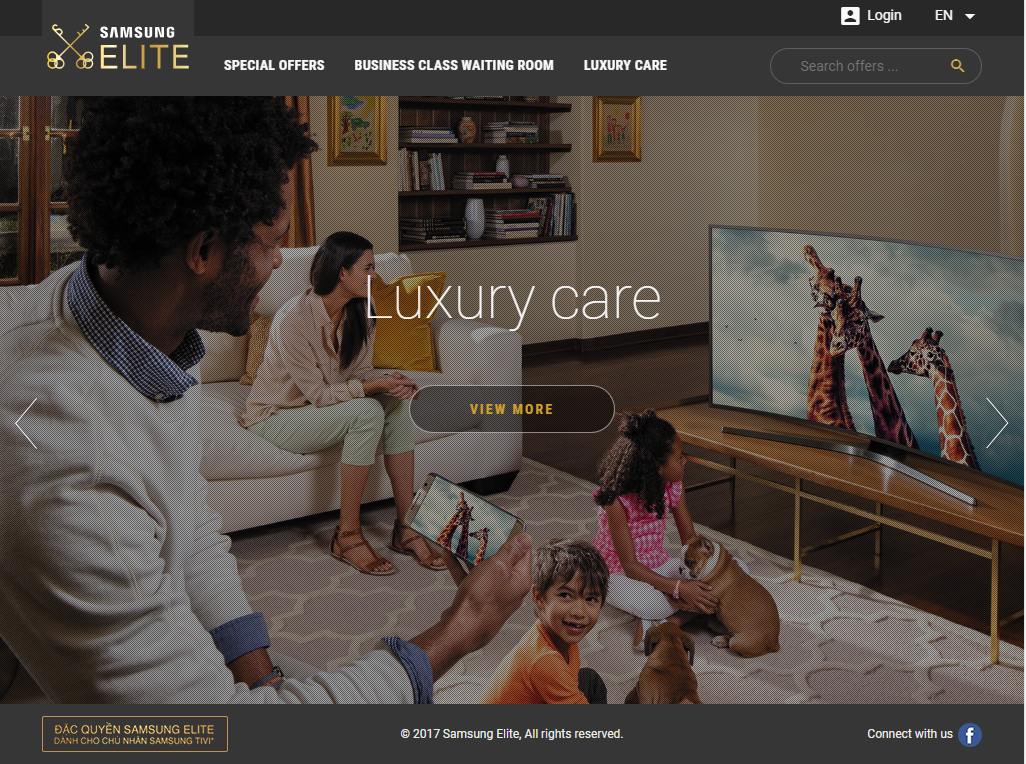 Login
EN
SAMSUNG
ELITE
SPECIAL OFFERS
BUSINESS CLASS WAITING ROOM
LUXURY CARE
Search offers ...
Luxury care
VIEW MORE
ĐẶC QUYỀN SAMSUNG ELITE
DÀNH CHO CHỦ NHÂN SAMSUNG TIVI*
© 2017 Samsung Elite, All rights reserved.
Connect with us